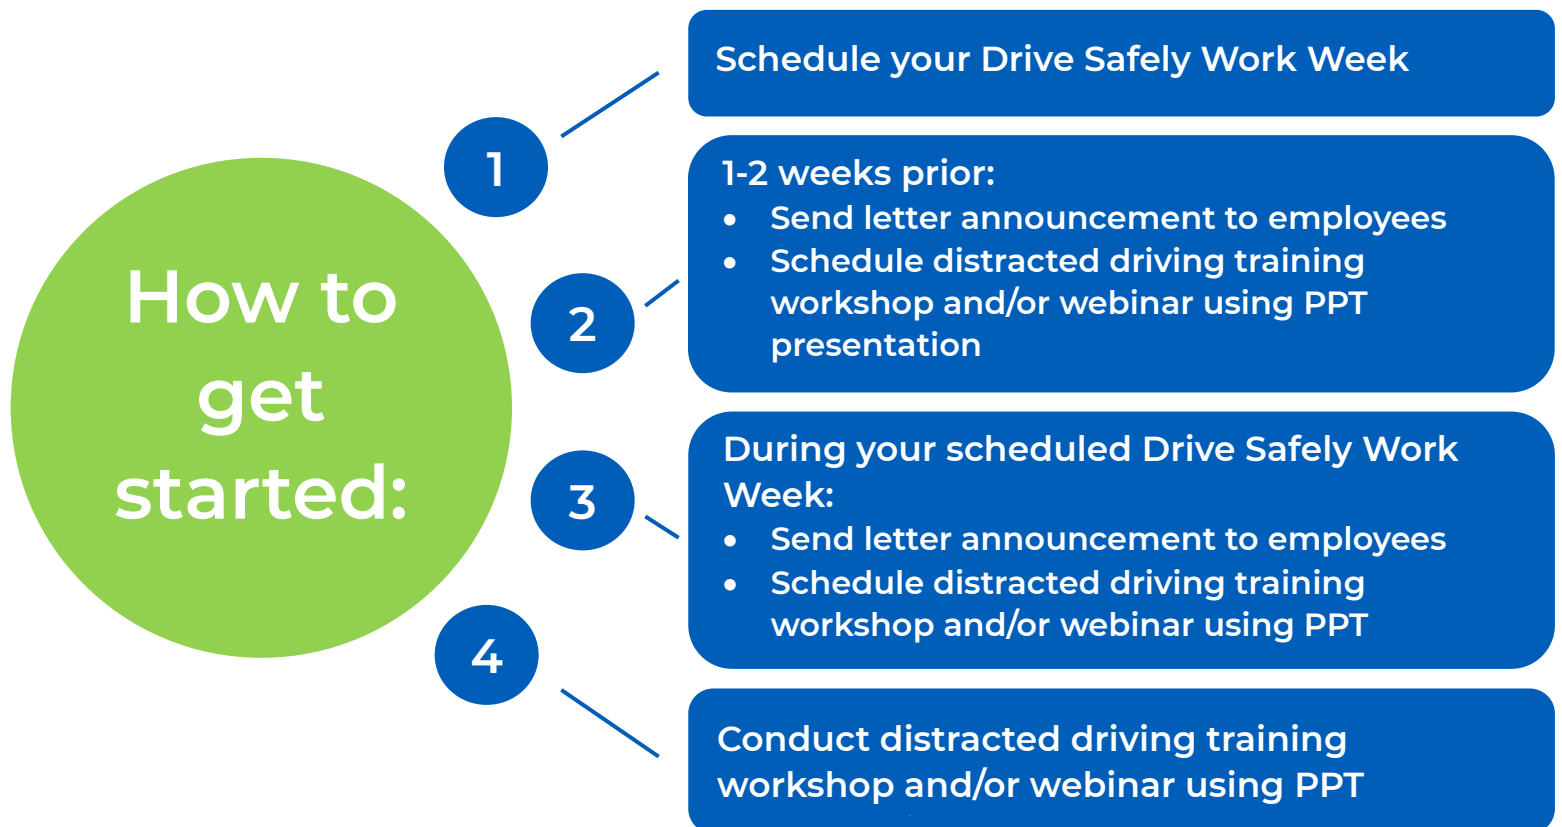 How to
get
started:
1
Schedule your Drive Safely Work Week
2
1-2 weeks prior:
• Send letter announcement to employees
• Schedule distracted driving training
workshop and/or webinar using PPT
presentation
3
During your scheduled Drive Safely Work
Week:
• Send letter announcement to employees
• Schedule distracted driving training
workshop and/or webinar using PPT
4
Conduct distracted driving training
workshop and/or webinar using PPT